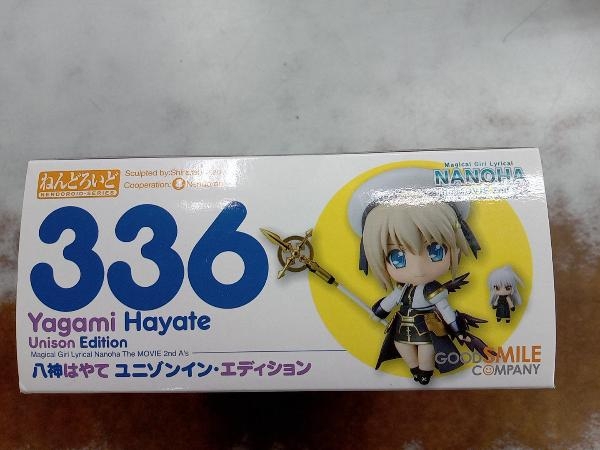 ねんどろいど
NENDOROID-SERIES
Sculpted by:
Cooperation: Nendoron
336
Yagami Hayate
Unison Edition
Magical Girl Lyrical Nanoha The MOVIE 2nd A's
八神はやて ユニゾンイン・エディション
Magical Girl Lyrical
NANOHA
GOOD SMILE
COMPANY